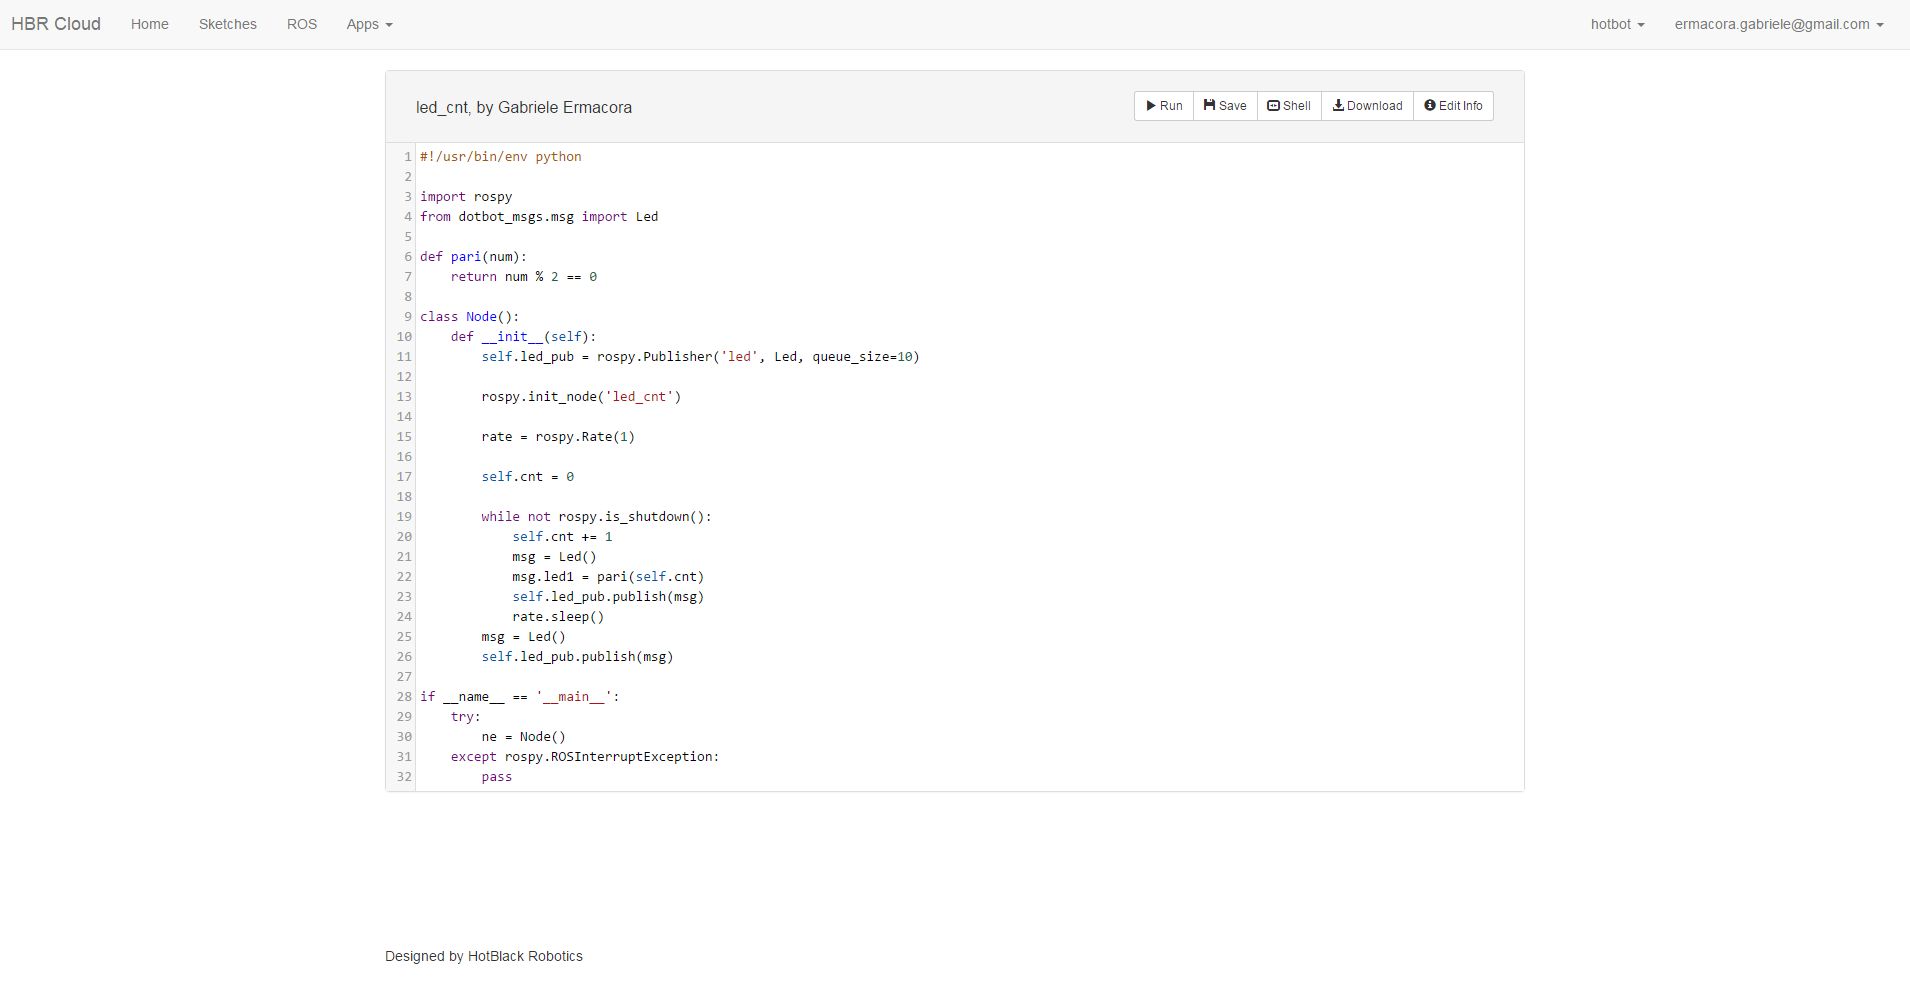 HBR Cloud Home Sketches ROS Apps hotbot ermacora.gabriele@gmail.com
led_cnt, by Gabriele Ermacora Run Save Shell Download Edit Info
1 #!/usr/bin/env python
2
3 import rospy
4 from dotbot_msgs.msg import Led
5
6 def pari(num):
7     return num % 2 == 0
8
9 class Node():
10     def __init__(self):
11         self.led_pub = rospy.Publisher('led', Led, queue_size=10)
12
13         rospy.init_node('led_cnt')
14
15         rate = rospy.Rate(1)
16
17         self.cnt = 0
18
19         while not rospy.is_shutdown():
20             self.cnt += 1
21             msg = Led()
22             msg.led1 = pari(self.cnt)
23             self.led_pub.publish(msg)
24             rate.sleep()
25         msg = Led()
26         self.led_pub.publish(msg)
27
28 if __name__ == '__main__':
29     try:
30         ne = Node()
31     except rospy.ROSInterruptException:
32         pass
Designed by HotBlack Robotics